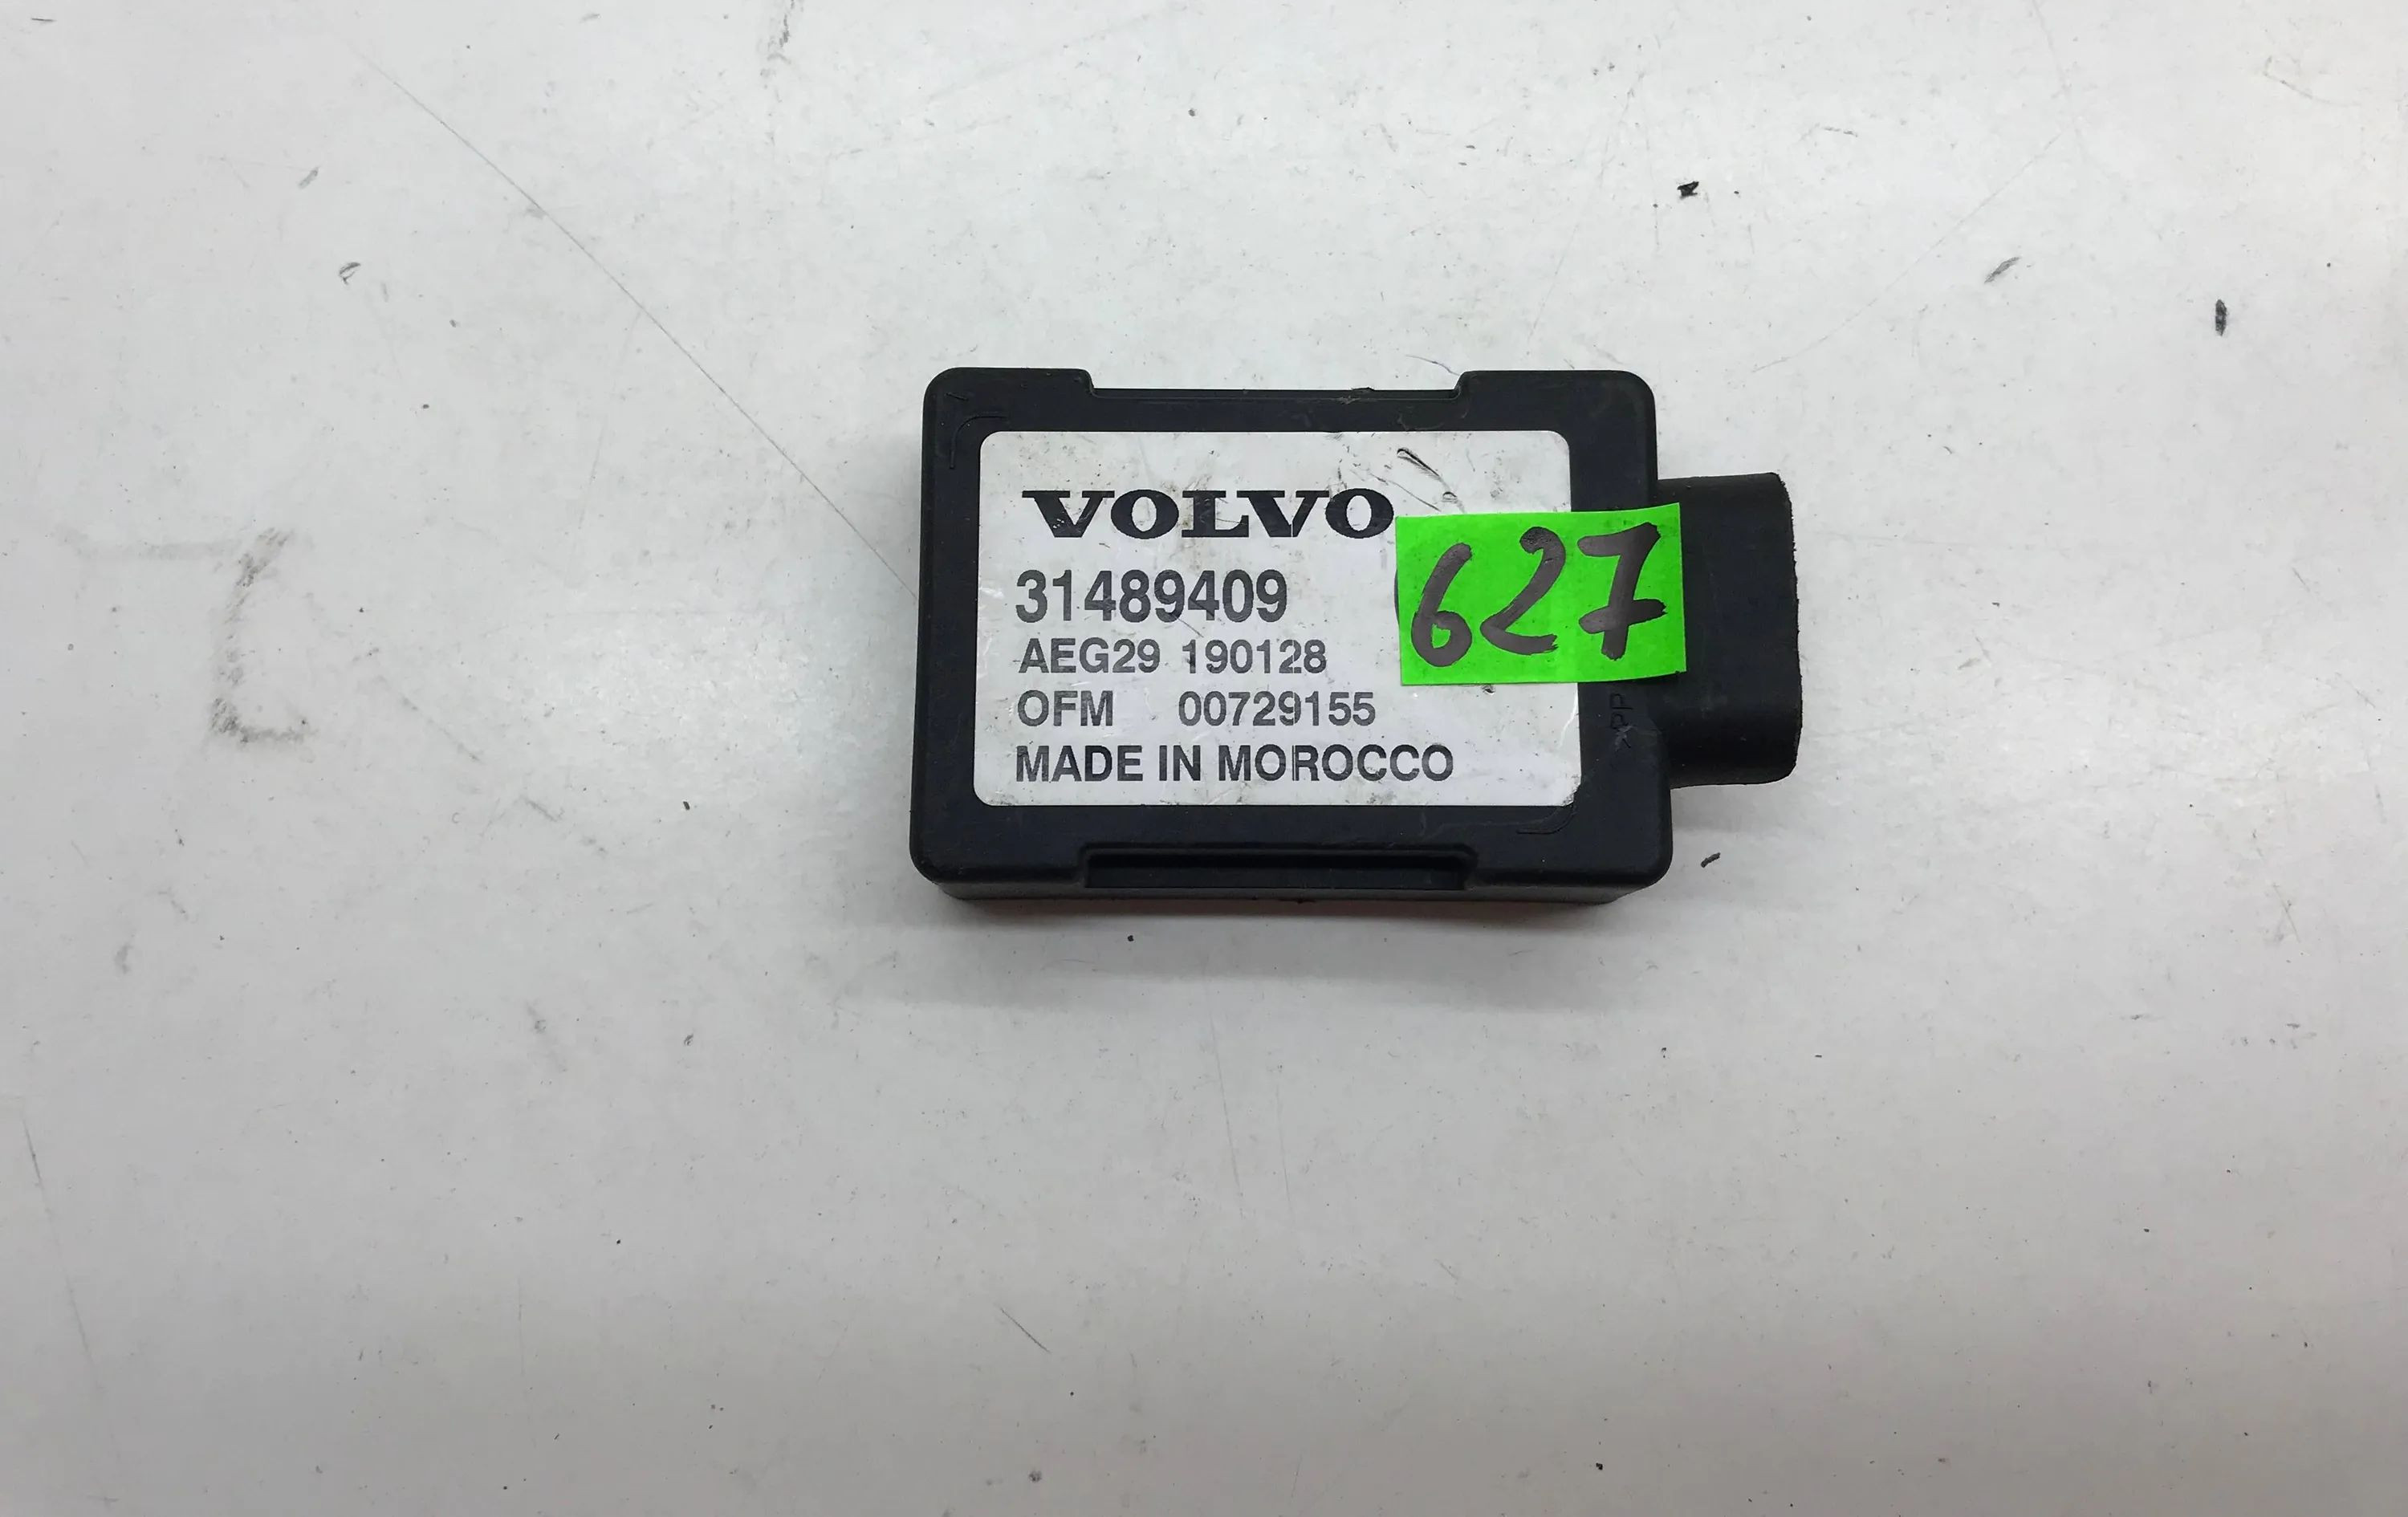 VOLVO
31489409
627
AEG29 190128
OFM 00729155
MADE IN MOROCCO